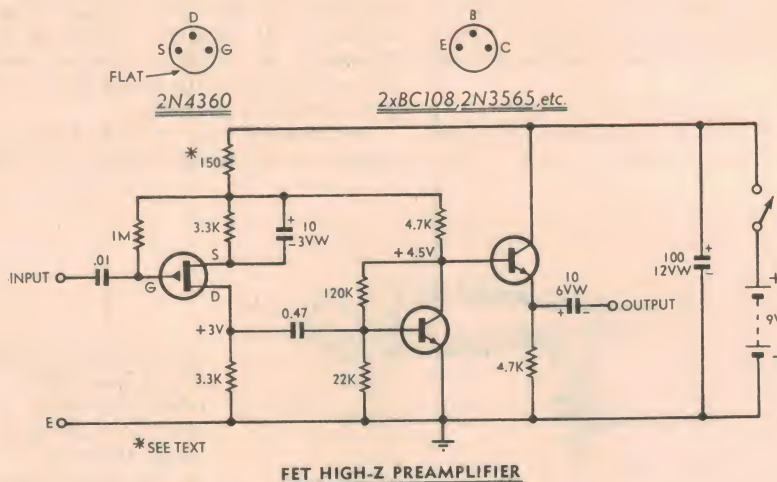 D
S G
FLAT
2N4360
B
E C
2xBC108,2N3565,etc.
* 150
1M
3.3K
+
10
- 3VW
4.7K
.01
INPUT
S
G
D
+4.5V
120K
10
6VW
+ -
OUTPUT
100
12VW
+
-
+
9V
-
+3V
0.47
3.3K
22K
4.7K
E
* SEE TEXT
FET HIGH-Z PREAMPLIFIER